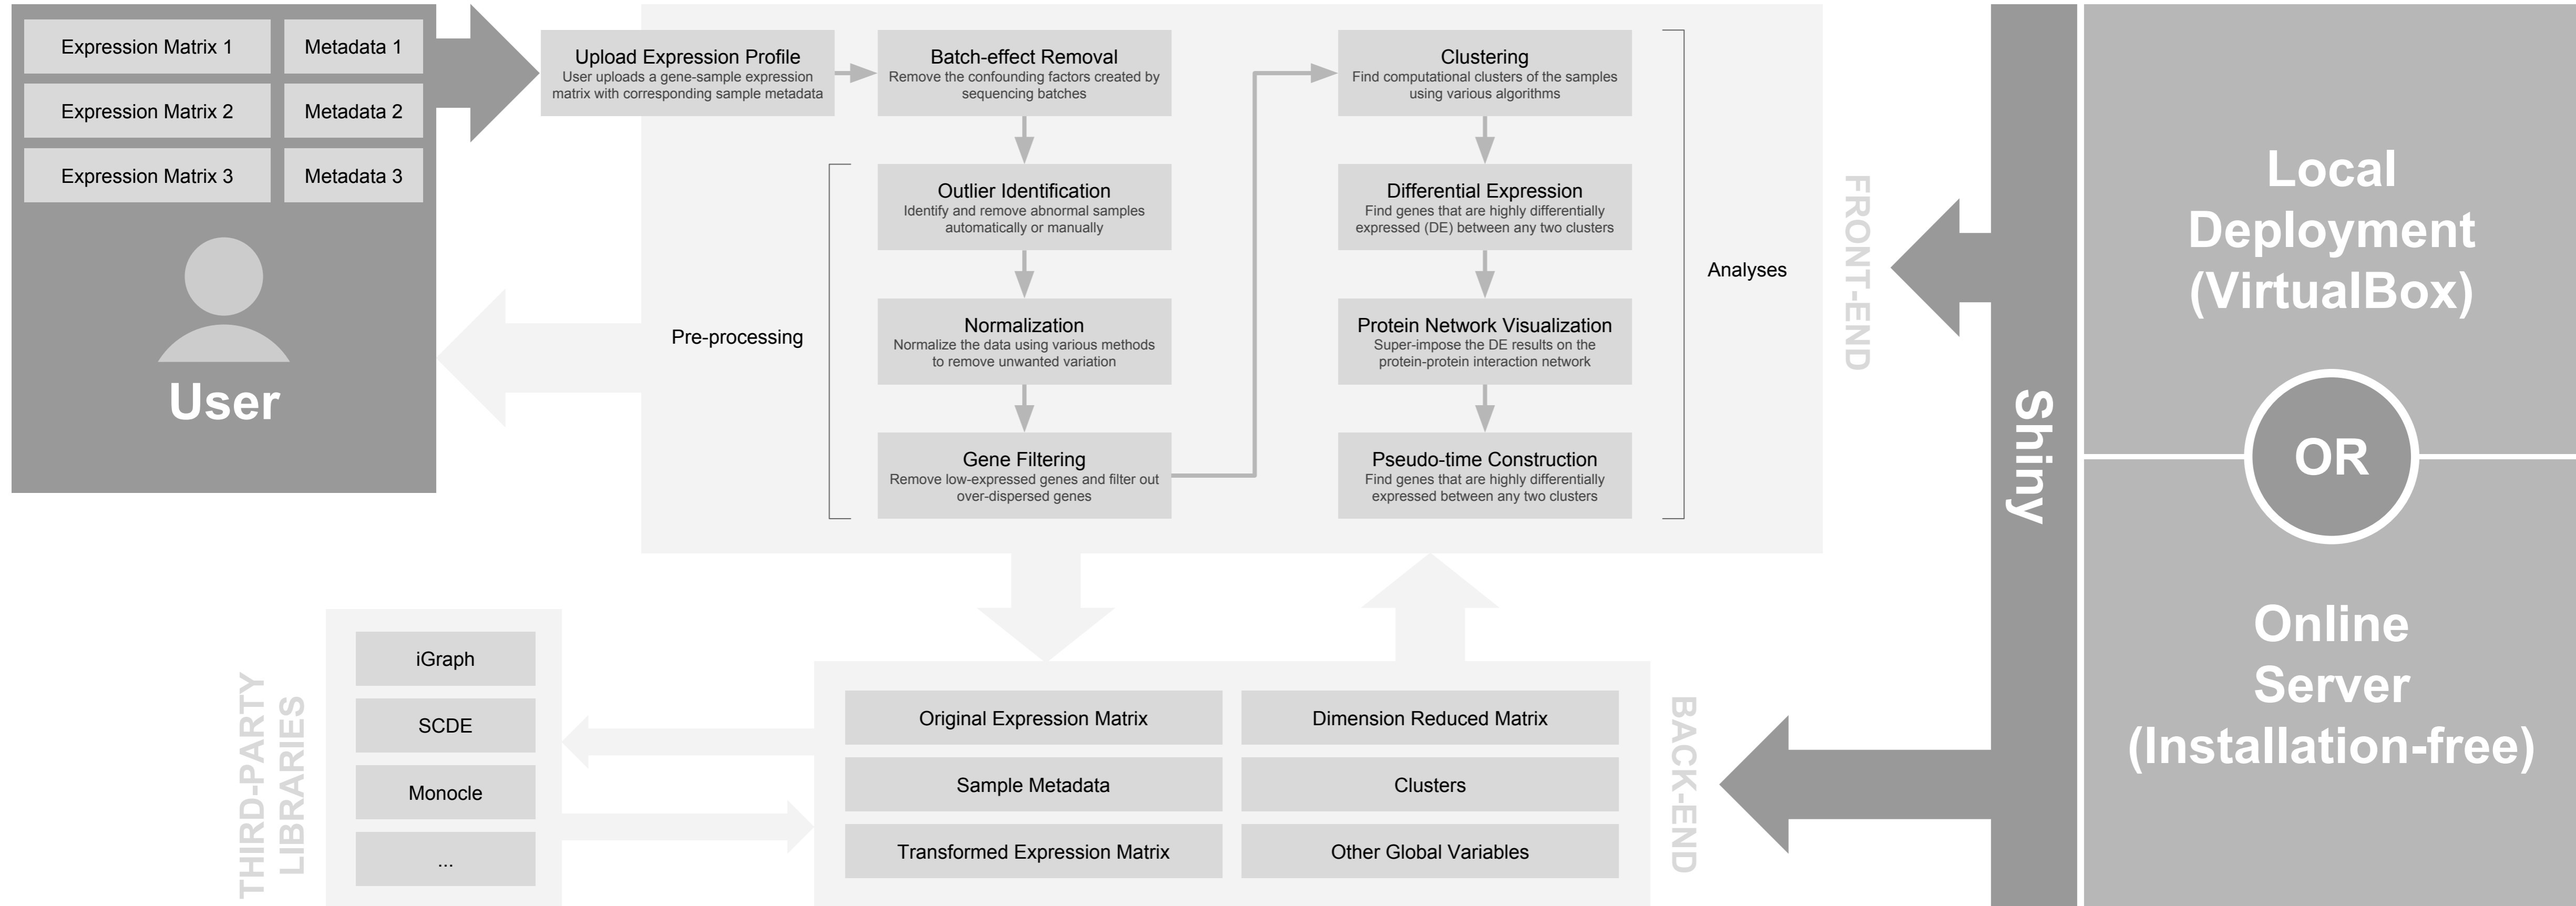 Expression Matrix 1
Metadata 1
Expression Matrix 2
Metadata 2
Expression Matrix 3
Metadata 3
User
Upload Expression Profile
User uploads a gene-sample expression
matrix with corresponding sample metadata
Batch-effect Removal
Remove the confounding factors created by
sequencing batches
Pre-processing
Outlier Identification
Identify and remove abnormal samples
automatically or manually
Normalization
Normalize the data using various methods
to remove unwanted variation
Gene Filtering
Remove low-expressed genes and filter out
over-dispersed genes
Clustering
Find computational clusters of the samples
using various algorithms
Differential Expression
Find genes that are highly differentially
expressed (DE) between any two clusters
Protein Network Visualization
Super-impose the DE results on the
protein-protein interaction network
Pseudo-time Construction
Find genes that are highly differentially
expressed between any two clusters
Analyses
FRONT-END
THIRD-PARTY
LIBRARIES
iGraph
SCDE
Monocle
...
Original Expression Matrix
Dimension Reduced Matrix
Sample Metadata
Clusters
Transformed Expression Matrix
Other Global Variables
BACK-END
Shiny
Local
Deployment
(VirtualBox)
OR
Online
Server
(Installation-free)